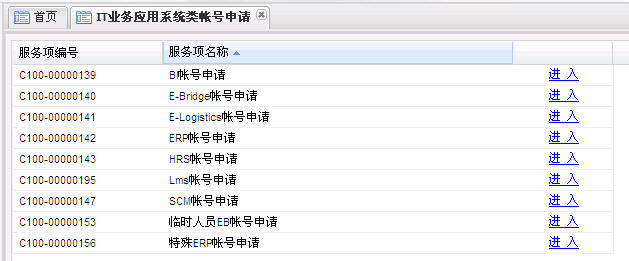 首页 IT业务应用系统类帐号申请
服务项编号 服务项名称
C100-00000139 BI帐号申请 进 入
C100-00000140 E-Bridge帐号申请 进 入
C100-00000141 E-Logistics帐号申请 进 入
C100-00000142 ERP帐号申请 进 入
C100-00000143 HRS帐号申请 进 入
C100-00000195 Lms帐号申请 进 入
C100-00000147 SCM帐号申请 进 入
C100-00000153 临时人员EB帐号申请 进 入
C100-00000156 特殊ERP帐号申请 进 入